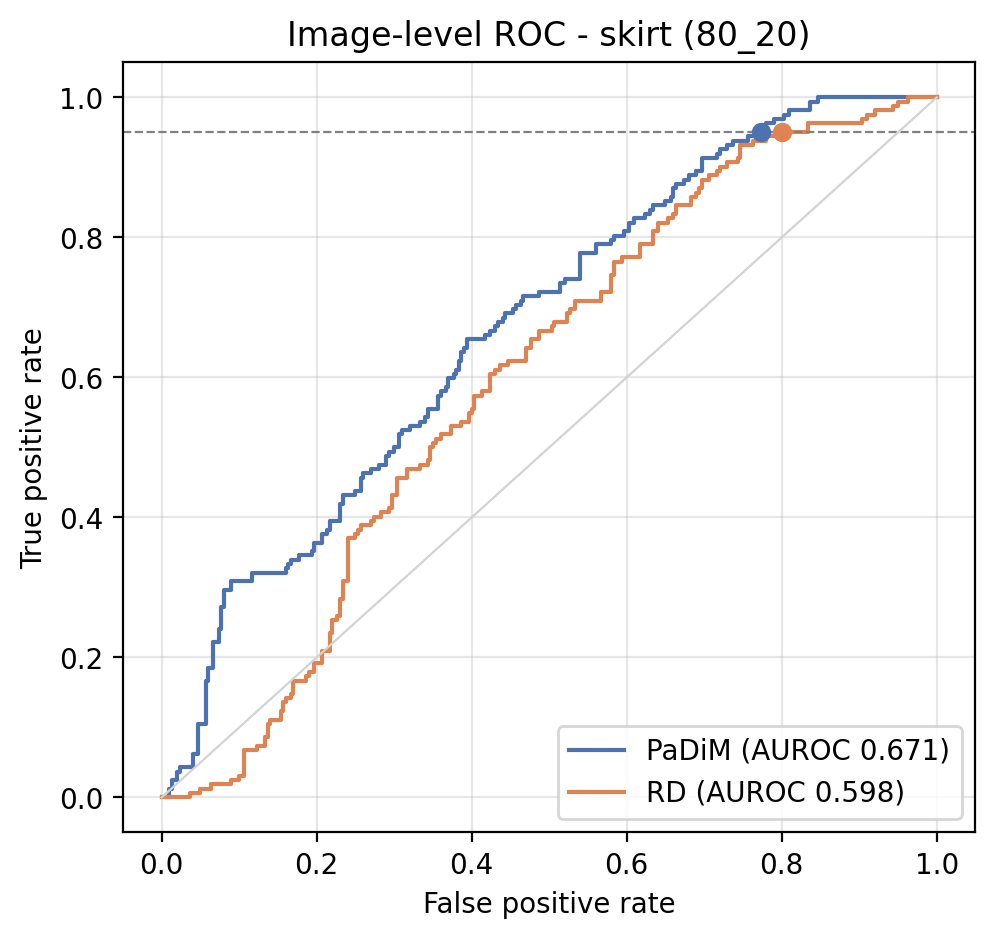 Image-level ROC - skirt (80_20)
True positive rate
1.0
0.8
0.6
0.4
0.2
0.0
PaDiM (AUROC 0.671)
RD (AUROC 0.598)
0.0 0.2 0.4 0.6 0.8 1.0
False positive rate